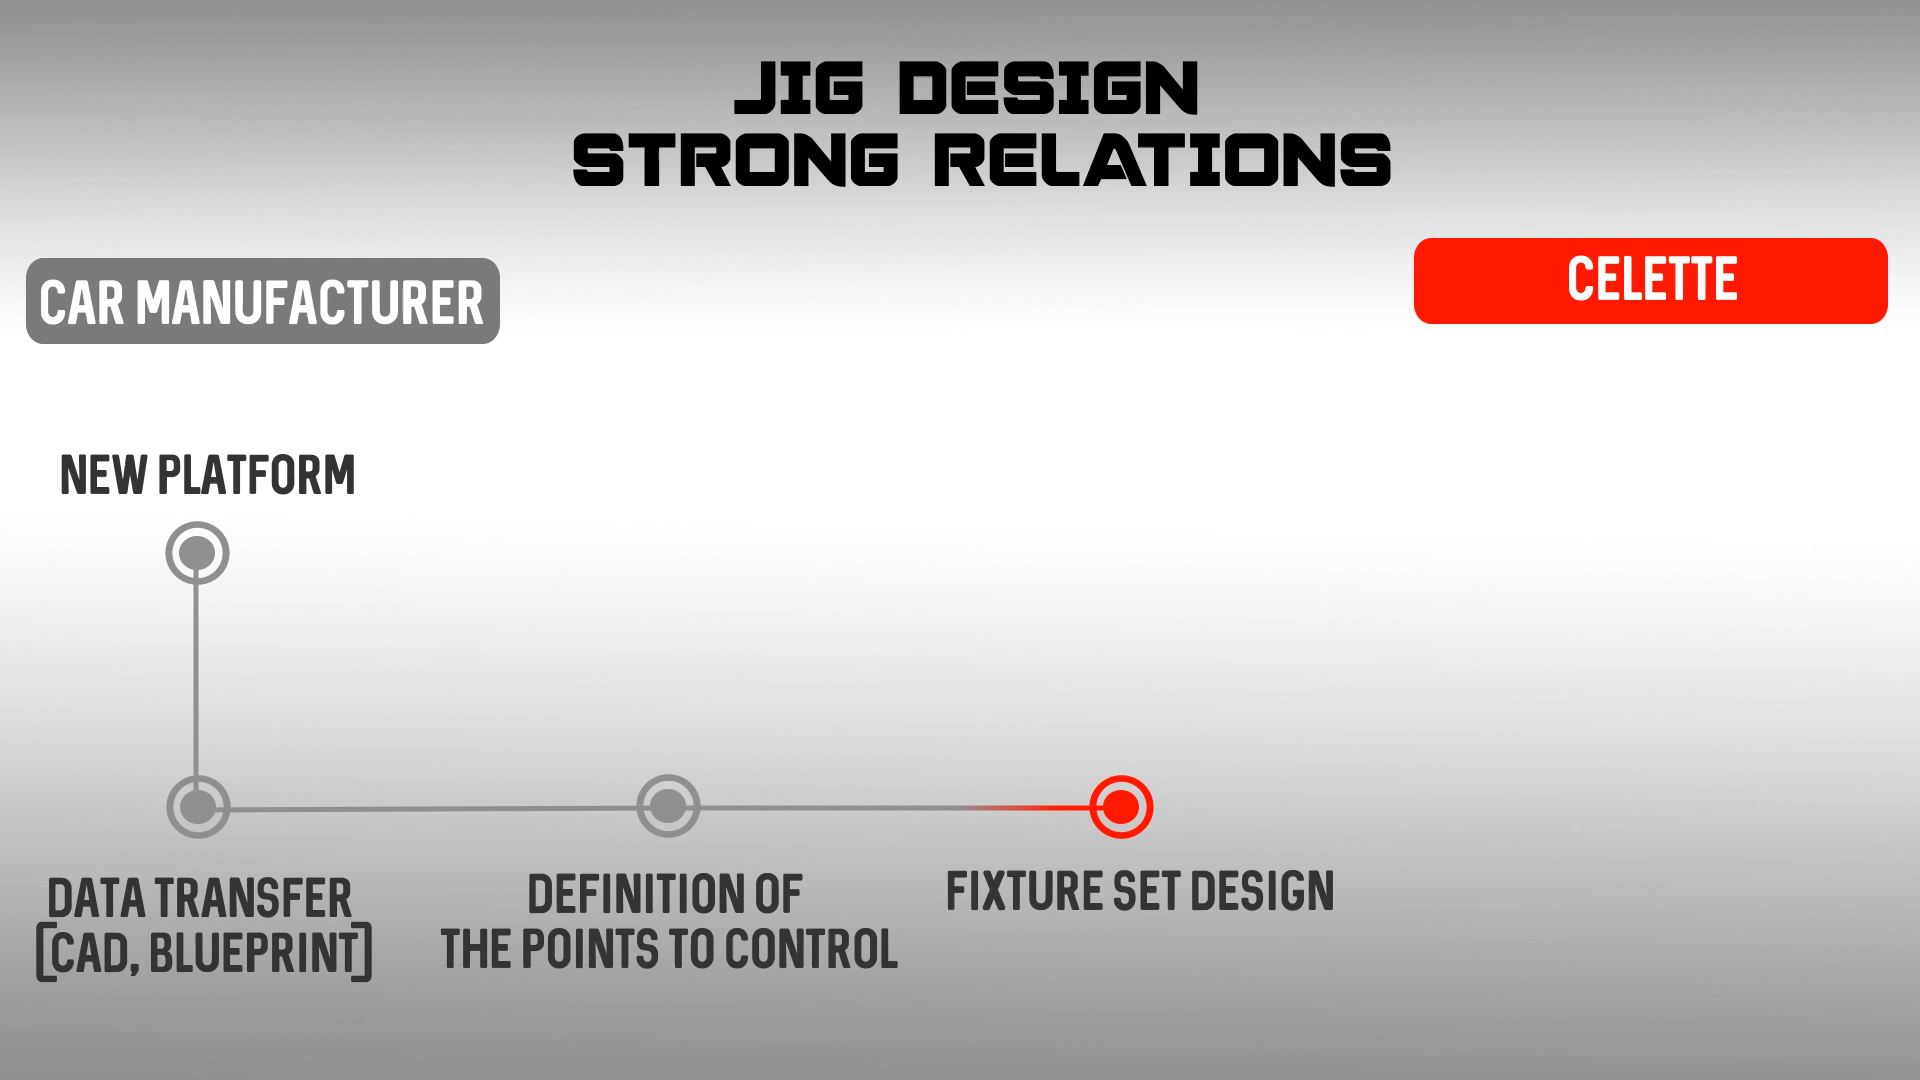 JIG DESIGN
STRONG RELATIONS
CAR MANUFACTURER
CELETTE
NEW PLATFORM
DATA TRANSFER
[CAD, BLUEPRINT]
DEFINITION OF
THE POINTS TO CONTROL
FIXTURE SET DESIGN